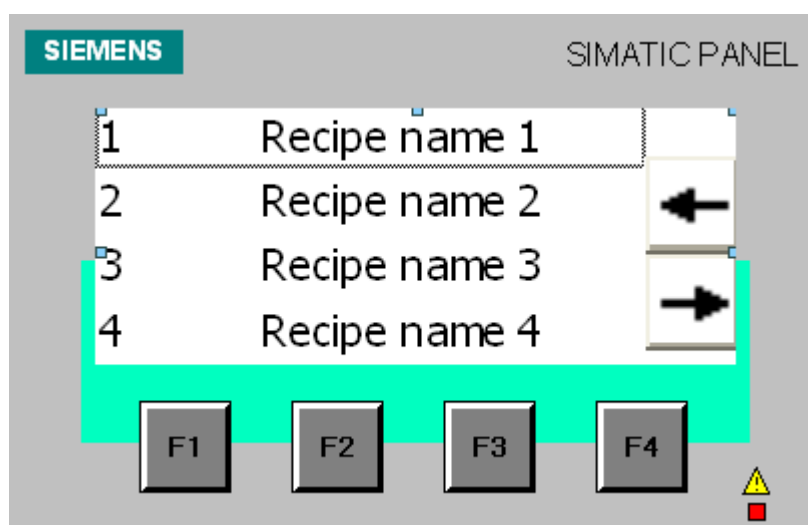 SIEMENS SIMATIC PANEL
1 Recipe name 1
2 Recipe name 2
3 Recipe name 3
4 Recipe name 4
F1 F2 F3 F4